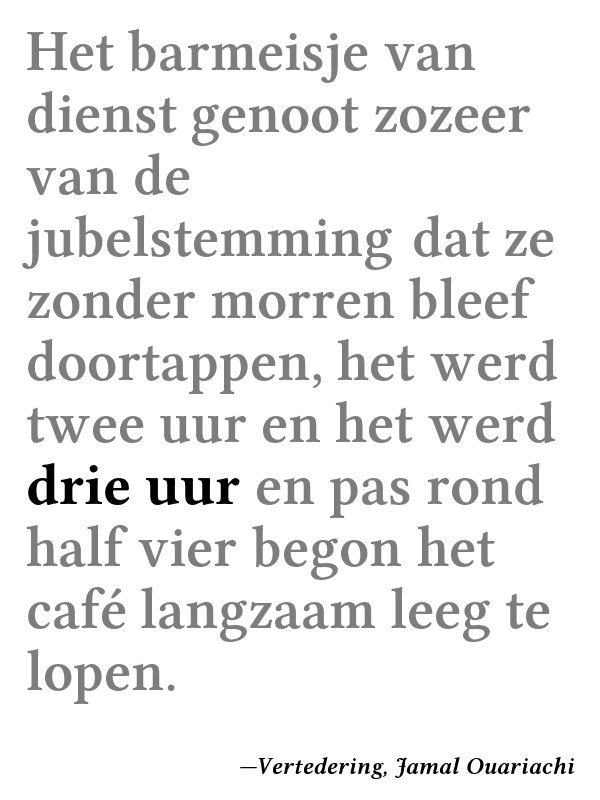 Het barmeisje van
dienst genoot zozeer
van de
jubelstemming dat ze
zonder morren bleef
doortappen, het werd
twee uur en het werd
drie uur en pas rond
half vier begon het
café langzaam leeg te
lopen.
—Vertedering, Jamal Ouariachi